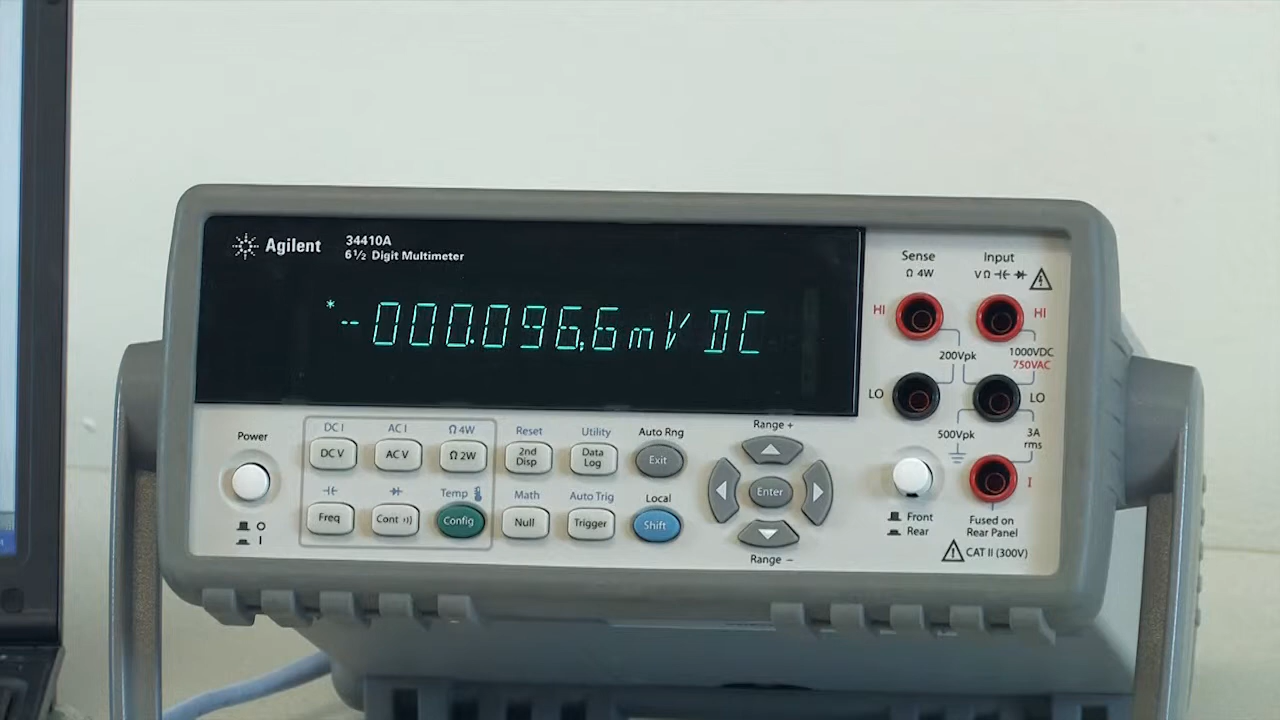 Agilent
34410A
6½ Digit Multimeter
*-000.096,6mV DC
Power
O
I
DC I
AC I
Ω 4W
DC V
AC V
Ω 2W
Temp
Freq
Cont
Config
Reset
Utility
Auto Rng
2nd Disp
Data Log
Exit
Math
Auto Trig
Local
Null
Trigger
Shift
Range +
Enter
Range −
Sense
Ω 4W
Input
V Ω
HI
HI
200Vpk
1000VDC
750VAC
LO
LO
500Vpk
3A
rms
I
Front
Rear
Fused on
Rear Panel
CAT II (300V)